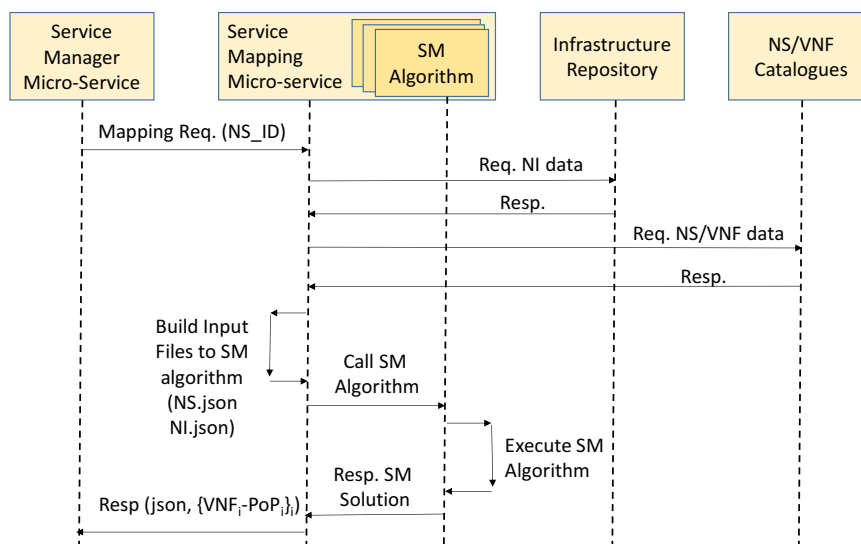 Service
Manager
Micro-Service
Service
Mapping
Micro-service
SM
Algorithm
Infrastructure
Repository
NS/VNF
Catalogues
Mapping Req. (NS_ID)
Req. NI data
Resp.
Req. NS/VNF data
Resp.
Build Input
Files to SM
algorithm
(NS.json
NI.json)
Call SM
Algorithm
Execute SM
Algorithm
Resp. SM
Solution
Resp (json, {VNFi-PoPi}i)